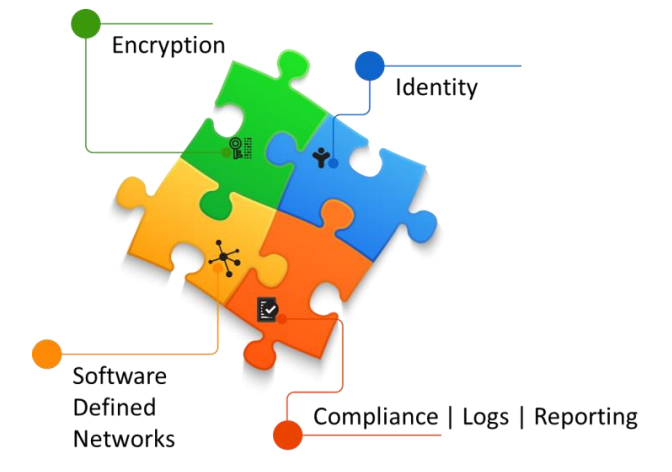 Encryption
Identity
Software
Defined
Networks
Compliance | Logs | Reporting